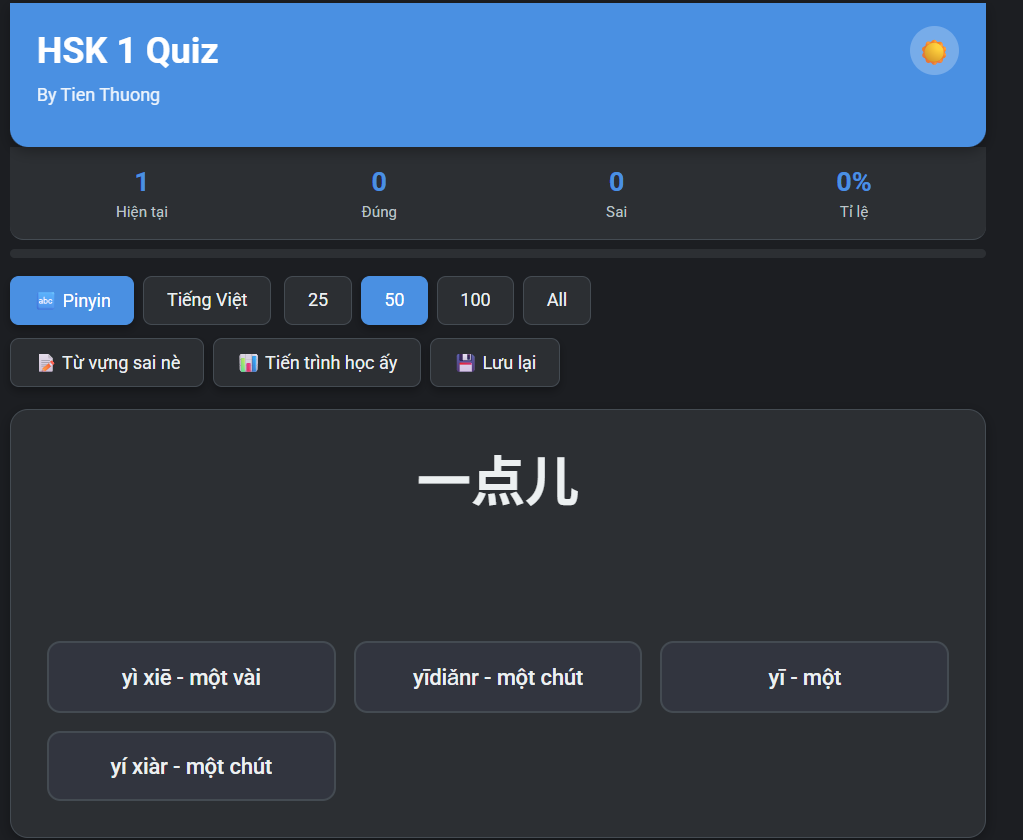 HSK 1 Quiz
By Tien Thuong
1 0 0 0%
Hiện tại Đúng Sai Tỉ lệ
abc Pinyin Tiếng Việt 25 50 100 All
Từ vựng sai nè Tiến trình học ấy Lưu lại
一点儿
yì xiē - một vài yīdiǎnr - một chút yī - một
yí xiàr - một chút